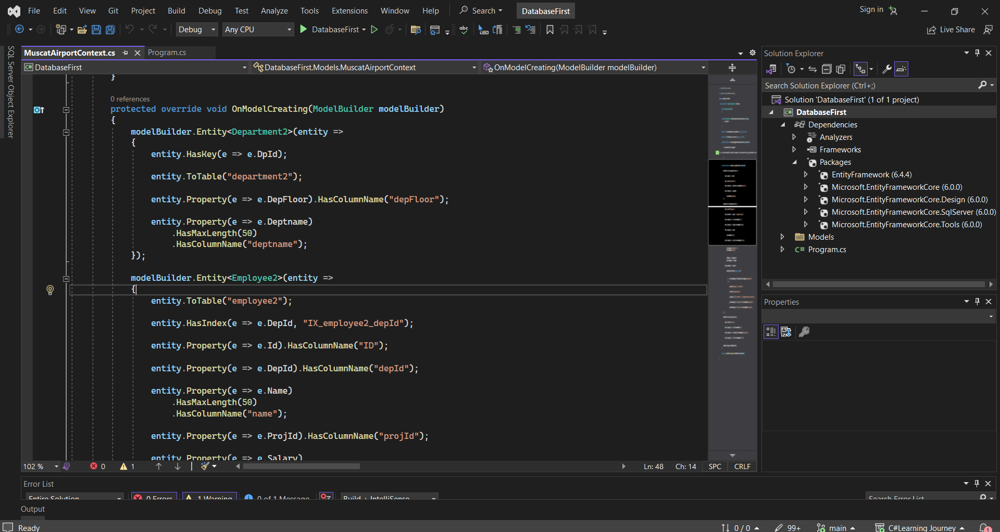 File Edit View Git Project Build Debug Test Analyze Tools Extensions Window Help Search DatabaseFirst Sign in
Debug Any CPU DatabaseFirst Live Share
SQL Server Object Explorer
MuscatAirportContext.cs Program.cs
DatabaseFirst DatabaseFirst.Models.MuscatAirportContext OnModelCreating(ModelBuilder modelBuilder)
}
0 references
protected override void OnModelCreating(ModelBuilder modelBuilder)
{
modelBuilder.Entity<Department2>(entity =>
{
entity.HasKey(e => e.DpId);
entity.ToTable("department2");
entity.Property(e => e.DepFloor).HasColumnName("depFloor");
entity.Property(e => e.Deptname)
.HasMaxLength(50)
.HasColumnName("deptname");
});
modelBuilder.Entity<Employee2>(entity =>
{
entity.ToTable("employee2");
entity.HasIndex(e => e.DepId, "IX_employee2_depId");
entity.Property(e => e.Id).HasColumnName("ID");
entity.Property(e => e.DepId).HasColumnName("depId");
entity.Property(e => e.Name)
.HasMaxLength(50)
.HasColumnName("name");
entity.Property(e => e.ProjId).HasColumnName("projId");
entity.Property(e => e.Salary)
102 % 0 1 Ln: 48 Ch: 14 SPC CRLF
Solution Explorer
Search Solution Explorer (Ctrl+;)
Solution 'DatabaseFirst' (1 of 1 project)
C# DatabaseFirst
Dependencies
Analyzers
Frameworks
Packages
EntityFramework (6.4.4)
Microsoft.EntityFrameworkCore (6.0.0)
Microsoft.EntityFrameworkCore.Design (6.0.0)
Microsoft.EntityFrameworkCore.SqlServer (6.0.0)
Microsoft.EntityFrameworkCore.Tools (6.0.0)
Models
C# Program.cs
Properties
Error List
Entire Solution 0 Errors 1 Warning 0 of 1 Message Build + IntelliSense Search Error List
Output
Ready 0 / 0 99+ main C#Learning Journey 1